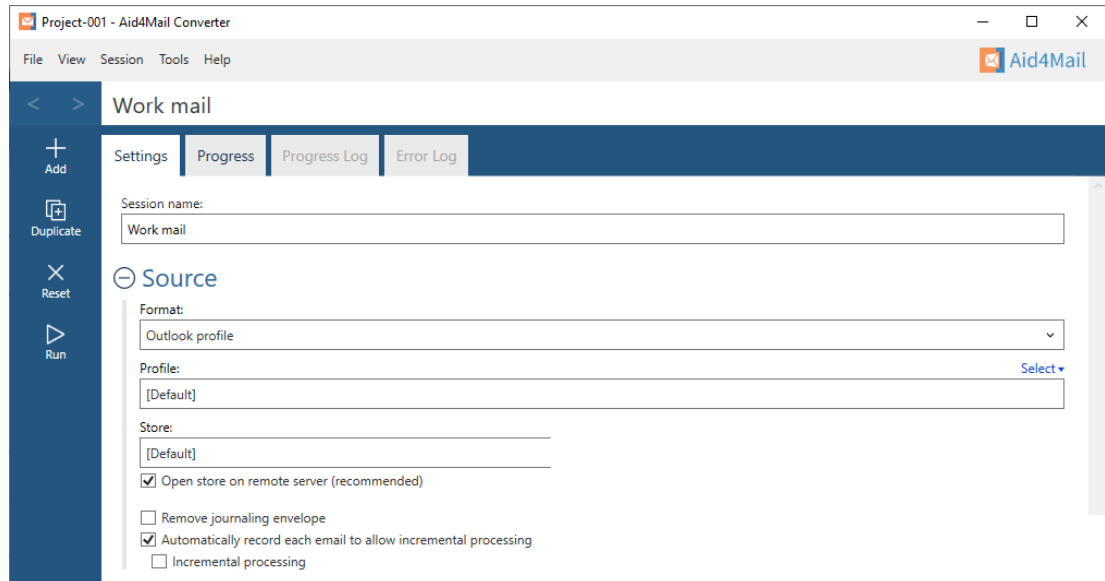 Project-001 - Aid4Mail Converter
File View Session Tools Help
Aid4Mail
Work mail
Add
Duplicate
Reset
Run
Settings Progress Progress Log Error Log
Session name:
Work mail
Source
Format:
Outlook profile
Profile: Select
[Default]
Store:
[Default]
Open store on remote server (recommended)
Remove journaling envelope
Automatically record each email to allow incremental processing
Incremental processing